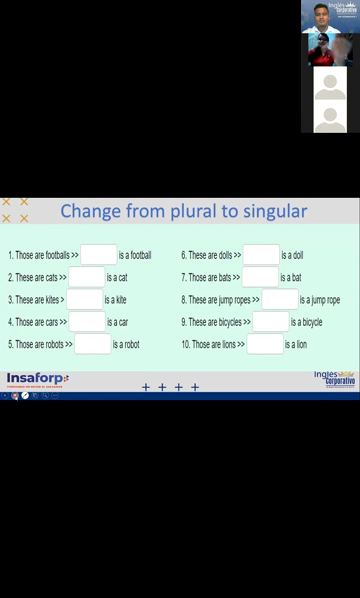 Inglés
Corporativo
Change from plural to singular
1. Those are footballs >> is a football
2. These are cats >> is a cat
3. These are kites > is a kite
4. Those are cars >> is a car
5. Those are robots >> is a robot
6. These are dolls >> is a doll
7. Those are bats >> is a bat
8. These are jump ropes >> is a jump rope
9. These are bicycles >> is a bicycle
10. Those are lions >> is a lion
Insaforp
Inglés
Corporativo